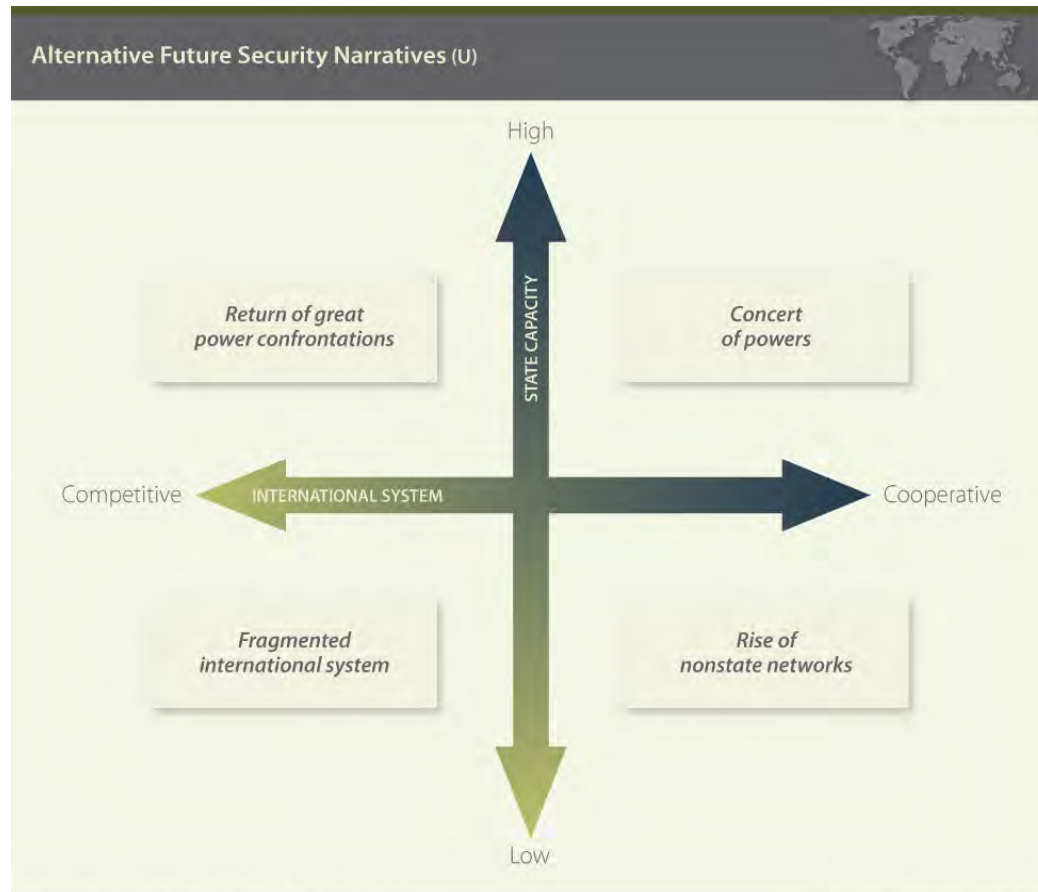 Alternative Future Security Narratives (U)
High
Return of great
power confrontations
Concert
of powers
STATE CAPACITY
Competitive
INTERNATIONAL SYSTEM
Cooperative
Fragmented
international system
Rise of
nonstate networks
Low